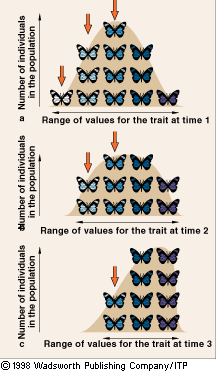 Number of individuals
in the population
a
Range of values for the trait at time 1
Number of individuals
in the population
b
Range of values for the trait at time 2
Number of individuals
in the population
c
Range of values for the trait at time 3
© 1998 Wadsworth Publishing Company/ITP